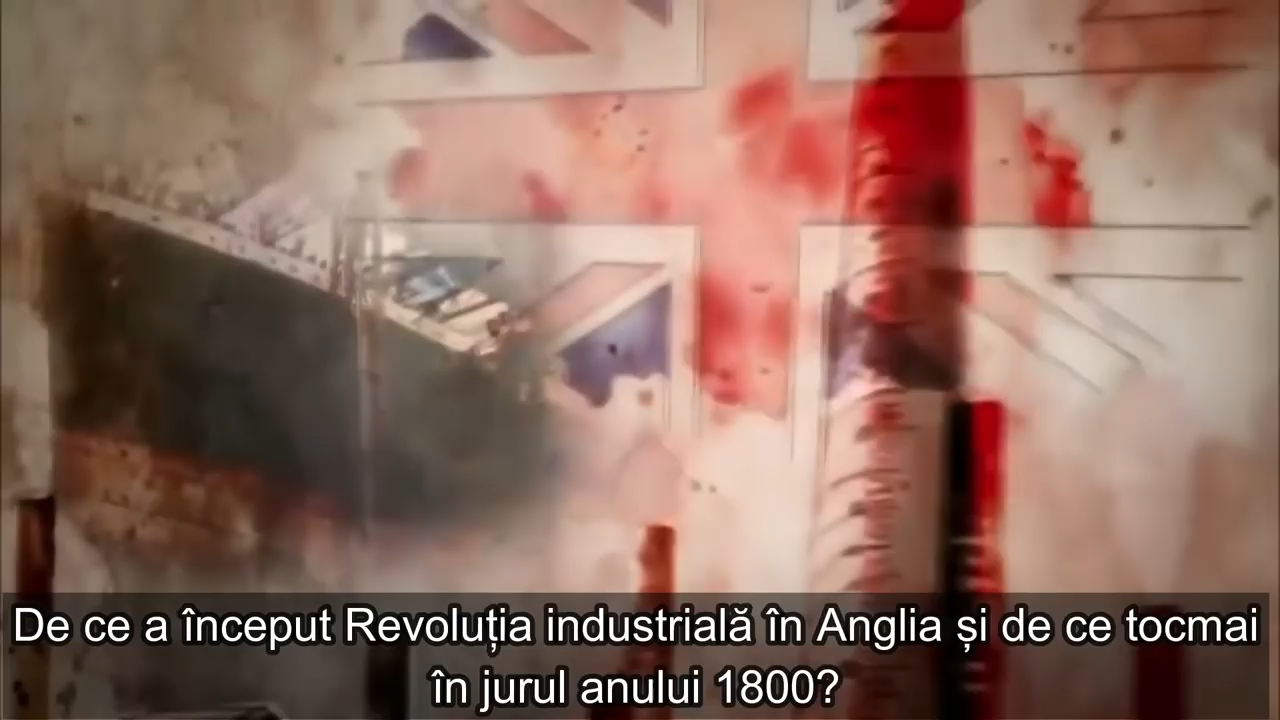 De ce a început Revoluția industrială în Anglia și de ce tocmai
în jurul anului 1800?